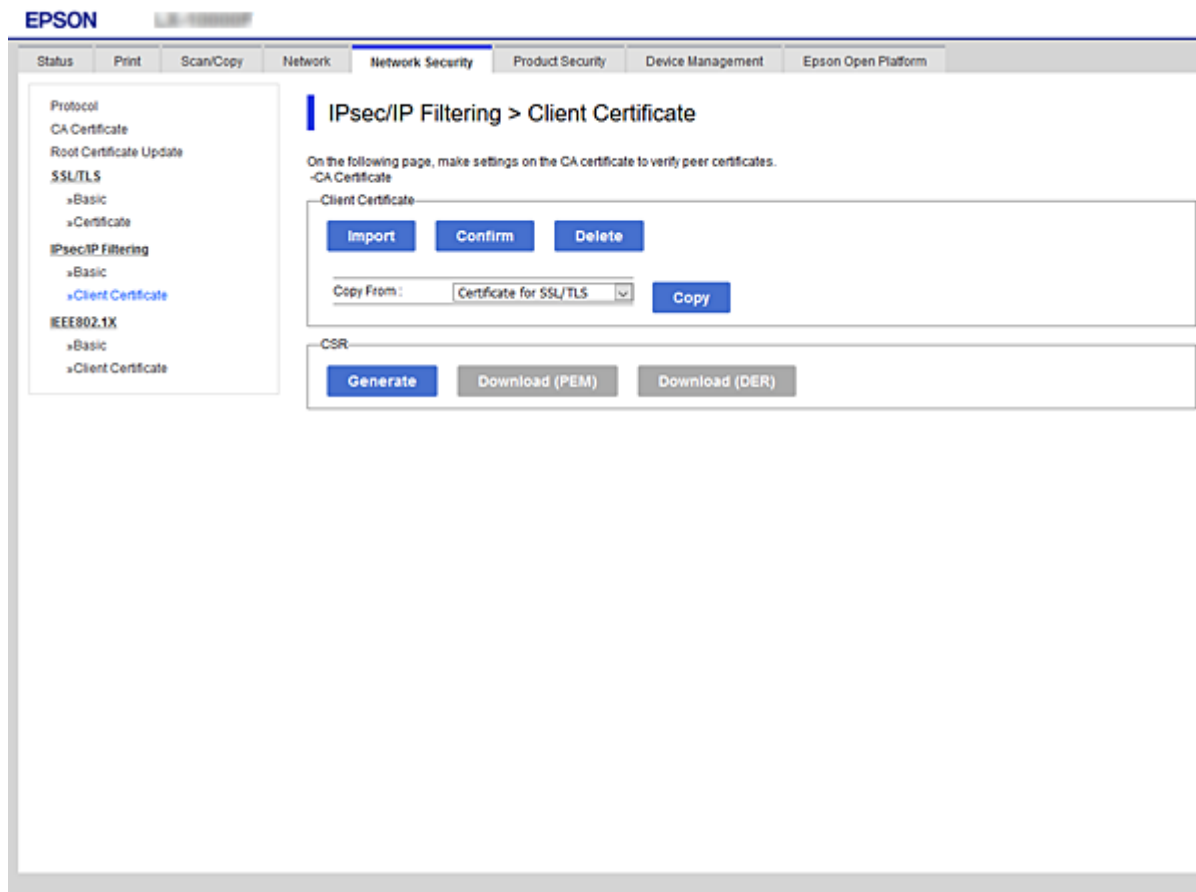 EPSON
Status Print Scan/Copy Network Network Security Product Security Device Management Epson Open Platform
Protocol
CA Certificate
Root Certificate Update
SSL/TLS
»Basic
»Certificate
IPsec/IP Filtering
»Basic
»Client Certificate
IEEE802.1X
»Basic
»Client Certificate
IPsec/IP Filtering > Client Certificate
On the following page, make settings on the CA certificate to verify peer certificates.
-CA Certificate
Client Certificate
Import Confirm Delete
Copy From : Certificate for SSL/TLS Copy
CSR
Generate Download (PEM) Download (DER)